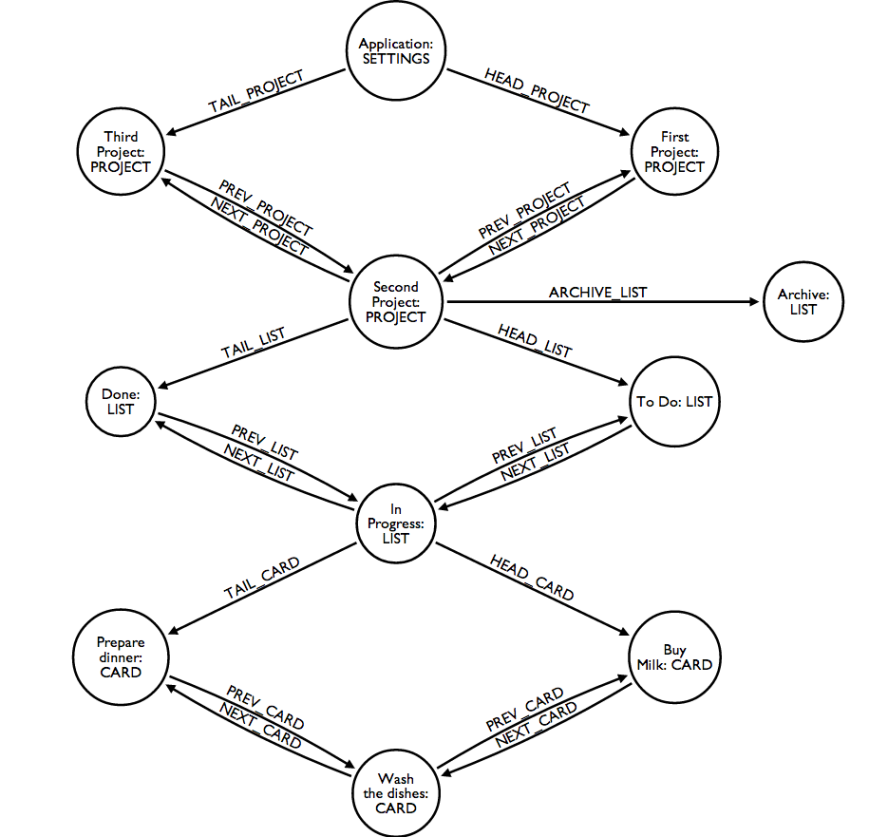 Application:
SETTINGS
TAIL_PROJECT
HEAD_PROJECT
Third
Project:
PROJECT
First
Project:
PROJECT
PREV_PROJECT
NEXT_PROJECT
PREV_PROJECT
NEXT_PROJECT
Second
Project:
PROJECT
ARCHIVE_LIST
Archive:
LIST
TAIL_LIST
HEAD_LIST
Done:
LIST
To Do: LIST
PREV_LIST
NEXT_LIST
PREV_LIST
NEXT_LIST
In
Progress:
LIST
TAIL_CARD
HEAD_CARD
Prepare
dinner:
CARD
Buy
Milk: CARD
PREV_CARD
NEXT_CARD
PREV_CARD
NEXT_CARD
Wash
the dishes:
CARD